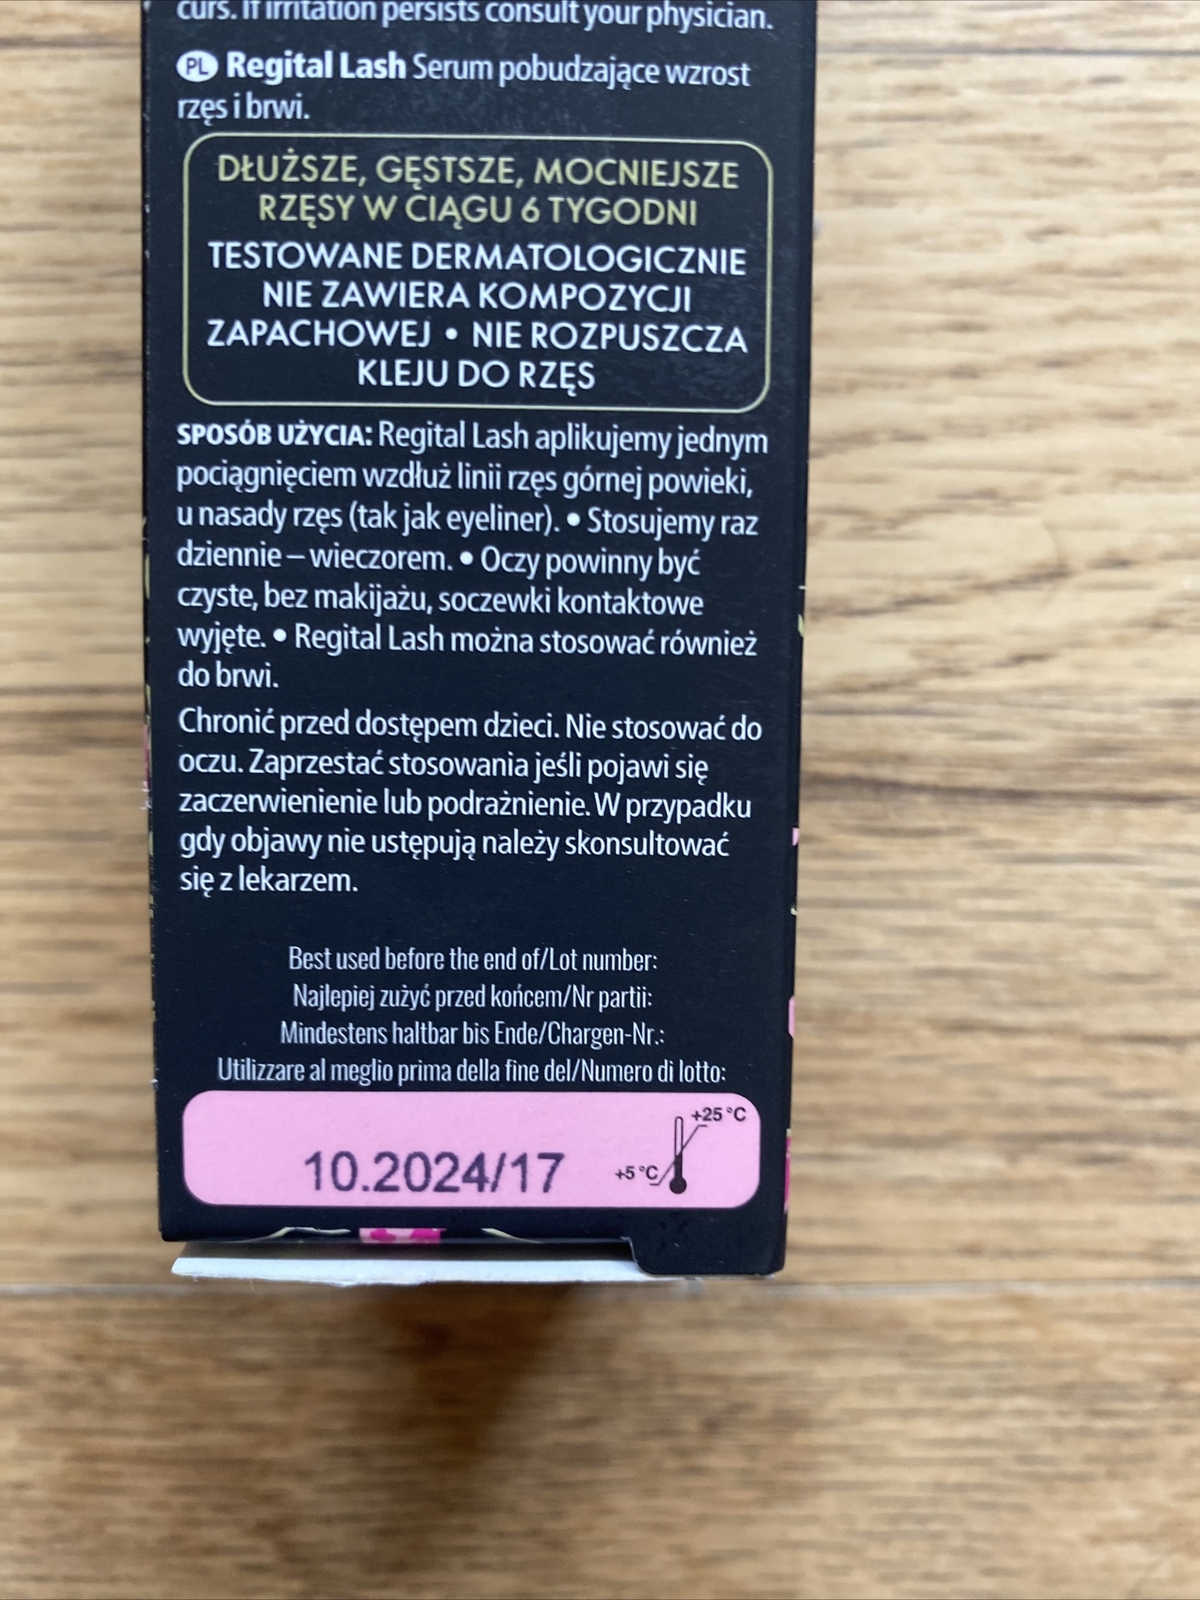 curs. If irritation persists consult your physician.
PL Regital Lash Serum pobudzające wzrost
rzęs i brwi.
DŁUŻSZE, GĘSTSZE, MOCNIEJSZE
RZĘSY W CIĄGU 6 TYGODNI
TESTOWANE DERMATOLOGICZNIE
NIE ZAWIERA KOMPOZYCJI
ZAPACHOWEJ • NIE ROZPUSZCZA
KLEJU DO RZĘS
SPOSÓB UŻYCIA: Regital Lash aplikujemy jednym
pociągnięciem wzdłuż linii rzęs górnej powieki,
u nasady rzęs (tak jak eyeliner). • Stosujemy raz
dziennie – wieczorem. • Oczy powinny być
czyste, bez makijażu, soczewki kontaktowe
wyjęte. • Regital Lash można stosować również
do brwi.
Chronić przed dostępem dzieci. Nie stosować do
oczu. Zaprzestać stosowania jeśli pojawi się
zaczerwienienie lub podrażnienie. W przypadku
gdy objawy nie ustępują należy skonsultować
się z lekarzem.
Best used before the end of/Lot number:
Najlepiej zużyć przed końcem/Nr partii:
Mindestens haltbar bis Ende/Chargen-Nr.:
Utilizzare al meglio prima della fine del/Numero di lotto:
+25 °C
10.2024/17
+5 °C